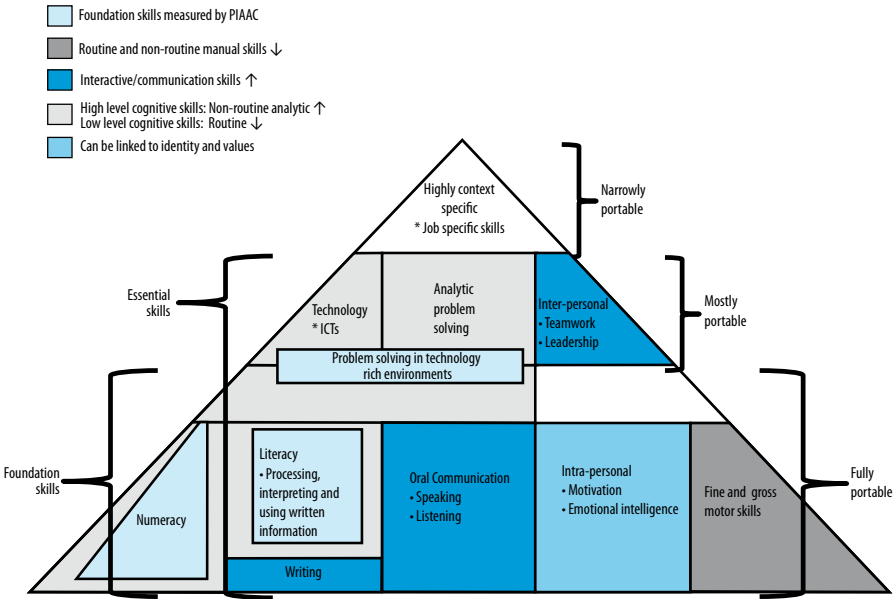 Foundation skills measured by PIAAC
Routine and non-routine manual skills ↓
Interactive/communication skills ↑
High level cognitive skills: Non-routine analytic ↑
Low level cognitive skills: Routine ↓
Can be linked to identity and values
Highly context
specific
* Job specific skills
Narrowly
portable
Essential
skills
Technology
* ICTs
Analytic
problem
solving
Inter-personal
• Teamwork
• Leadership
Mostly
portable
Problem solving in technology
rich environments
Foundation
skills
Numeracy
Literacy
• Processing,
interpreting and
using written
information
Writing
Oral Communication
• Speaking
• Listening
Intra-personal
• Motivation
• Emotional intelligence
Fine and gross
motor skills
Fully
portable